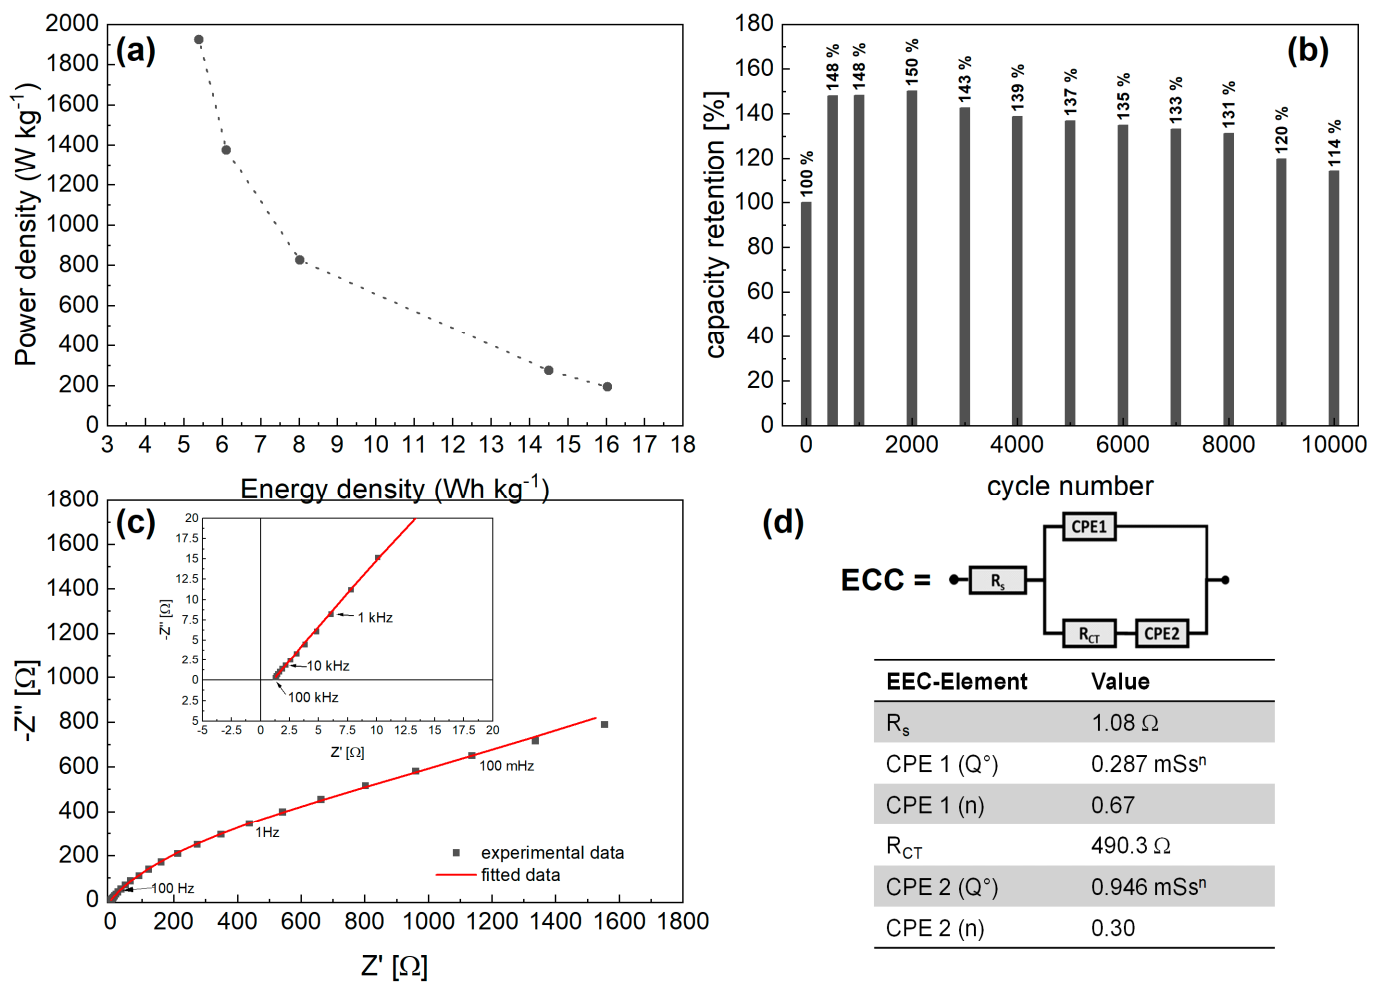 (a)
Power density (W kg-1)
2000
1800
1600
1400
1200
1000
800
600
400
200
0
3 4 5 6 7 8 9 10 11 12 13 14 15 16 17 18
Energy density (Wh kg-1)
(b)
capacity retention [%]
180
160
140
120
100
80
60
40
20
0
100 %
148 %
148 %
150 %
143 %
139 %
137 %
135 %
133 %
131 %
120 %
114 %
0 2000 4000 6000 8000 10000
cycle number
(c)
-Z'' [Ω]
1800
1600
1400
1200
1000
800
600
400
200
0
0 200 400 600 800 1000 1200 1400 1600 1800
Z' [Ω]
100 Hz
1Hz
100 mHz
experimental data
fitted data
-Z'' [Ω]
20
17.5
15
12.5
10
7.5
5
2.5
0
2.5
5
-5 -2.5 0 2.5 5 7.5 10 12.5 15 17.5 20
Z' [Ω]
1 kHz
10 kHz
100 kHz
(d)
ECC =
Rs
CPE1
RCT
CPE2
EEC-Element Value
Rs 1.08 Ω
CPE 1 (Q°) 0.287 mSsn
CPE 1 (n) 0.67
RCT 490.3 Ω
CPE 2 (Q°) 0.946 mSsn
CPE 2 (n) 0.30